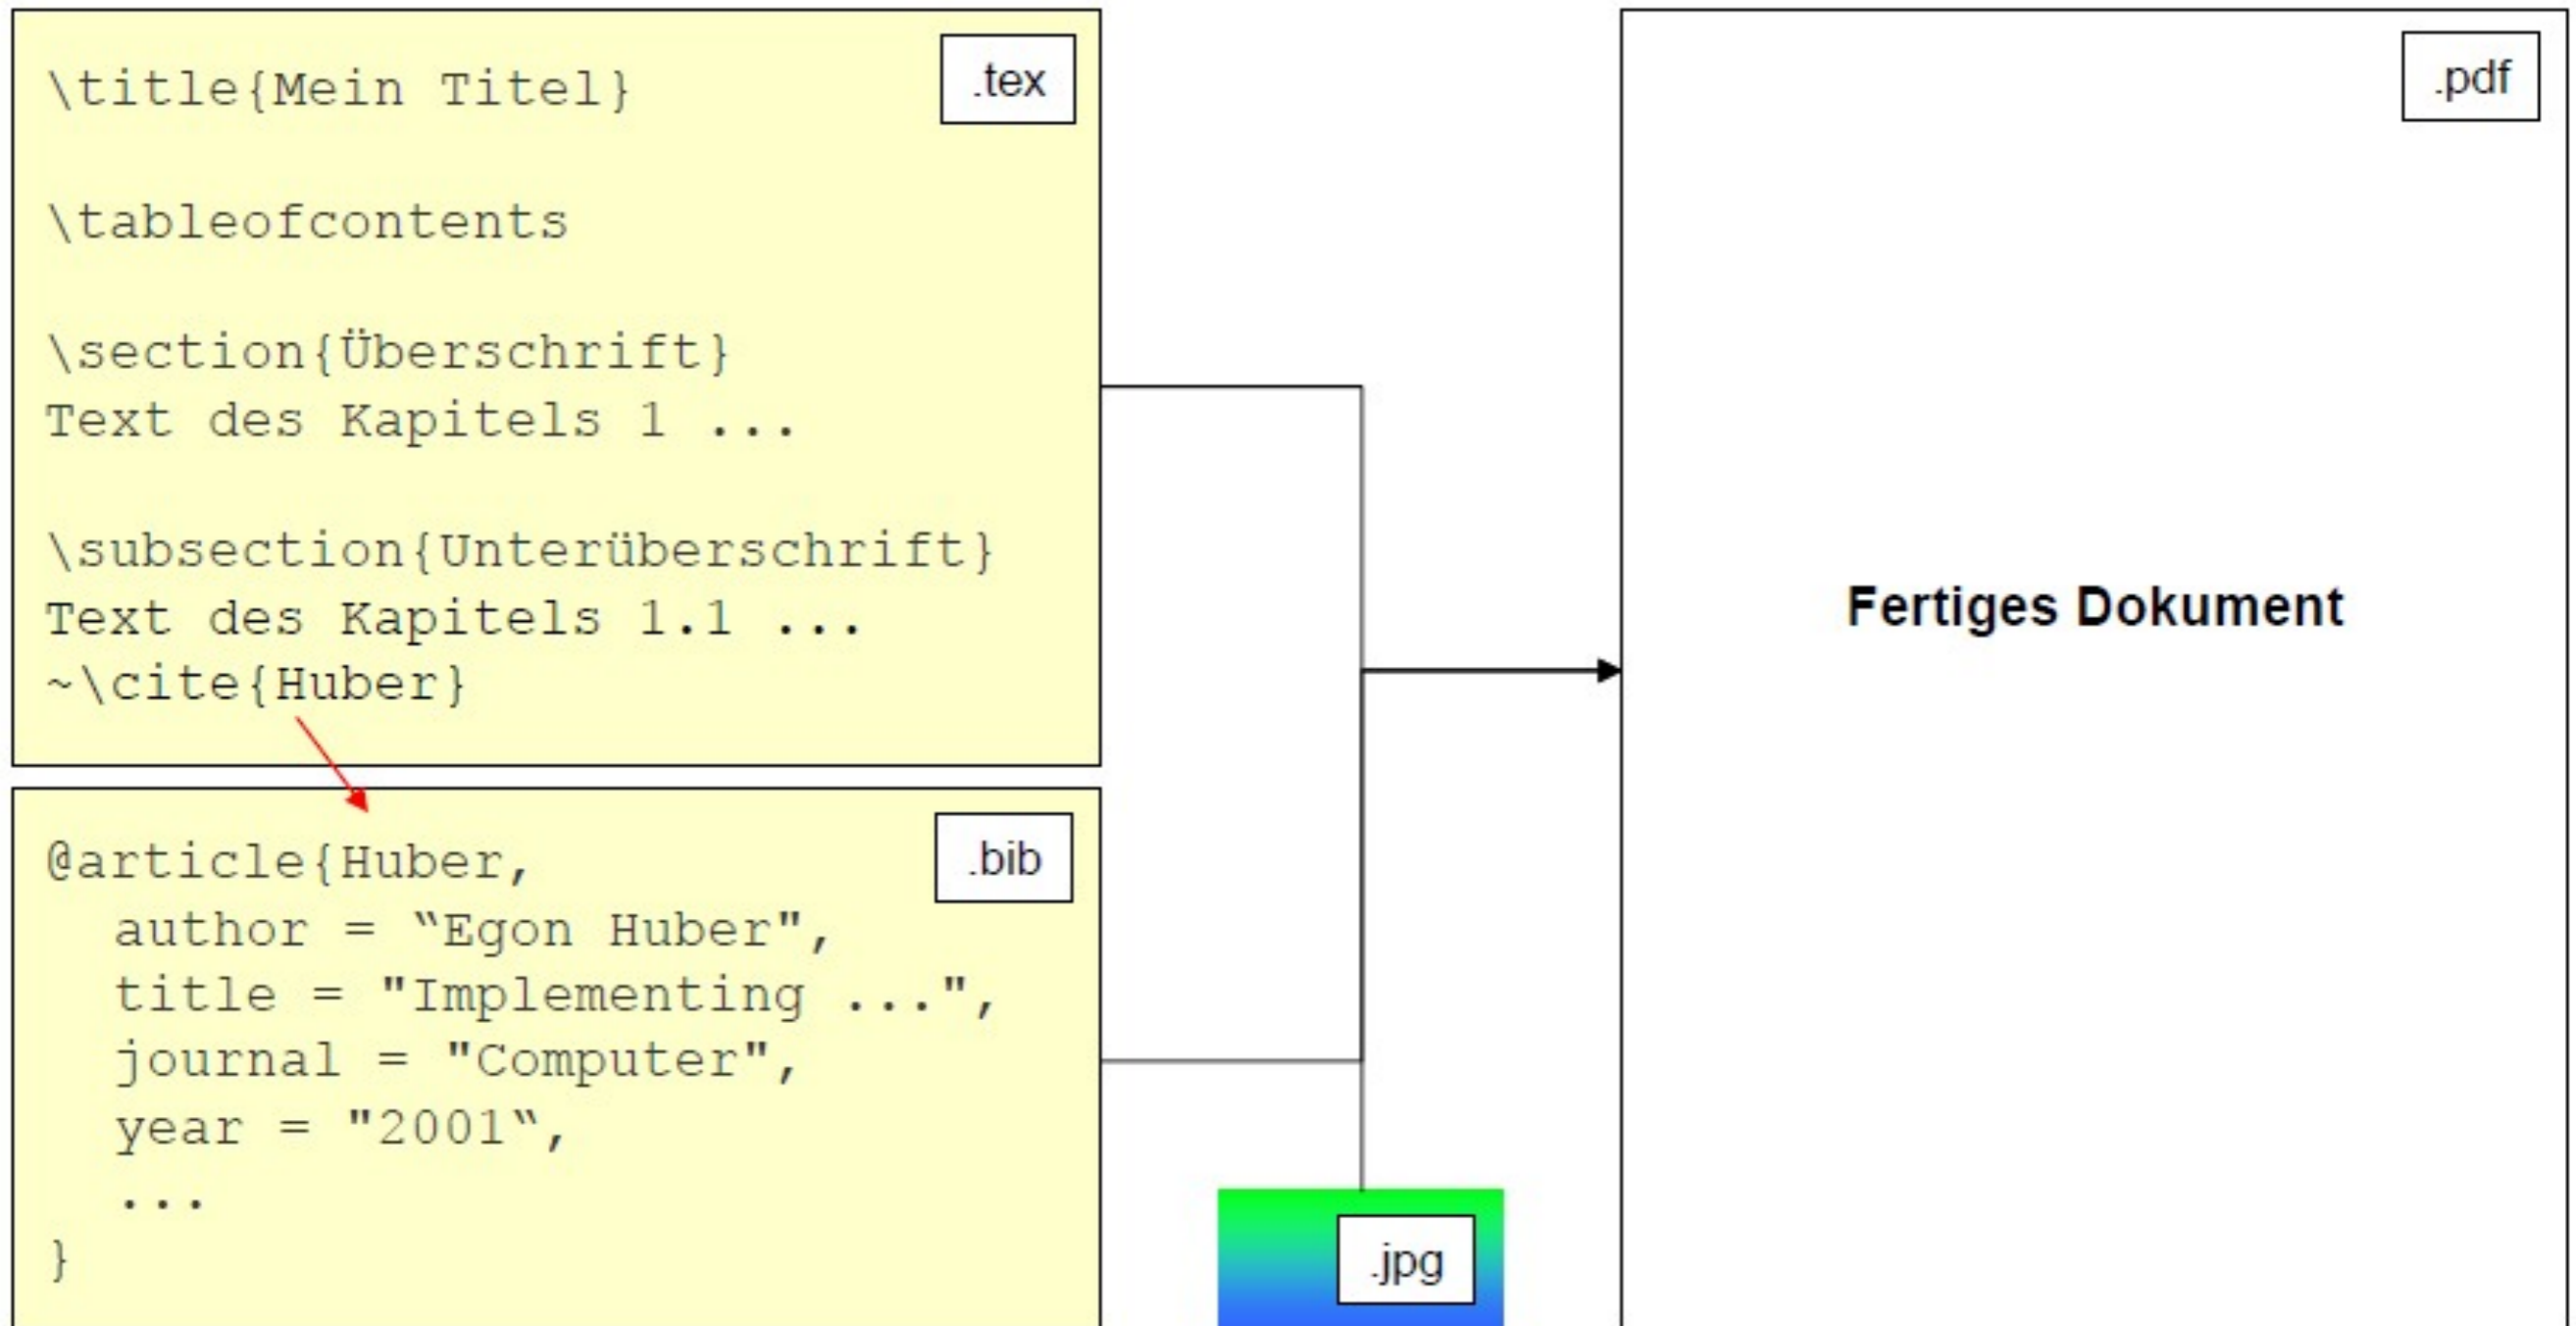 .tex
\title{Mein Titel}
\tableofcontents
\section{Überschrift}
Text des Kapitels 1 ...
\subsection{Unterüberschrift}
Text des Kapitels 1.1 ...
~\cite{Huber}
.bib
@article{Huber,
author = “Egon Huber",
title = "Implementing ...",
journal = "Computer",
year = "2001“,
...
}
.jpg
.pdf
Fertiges Dokument